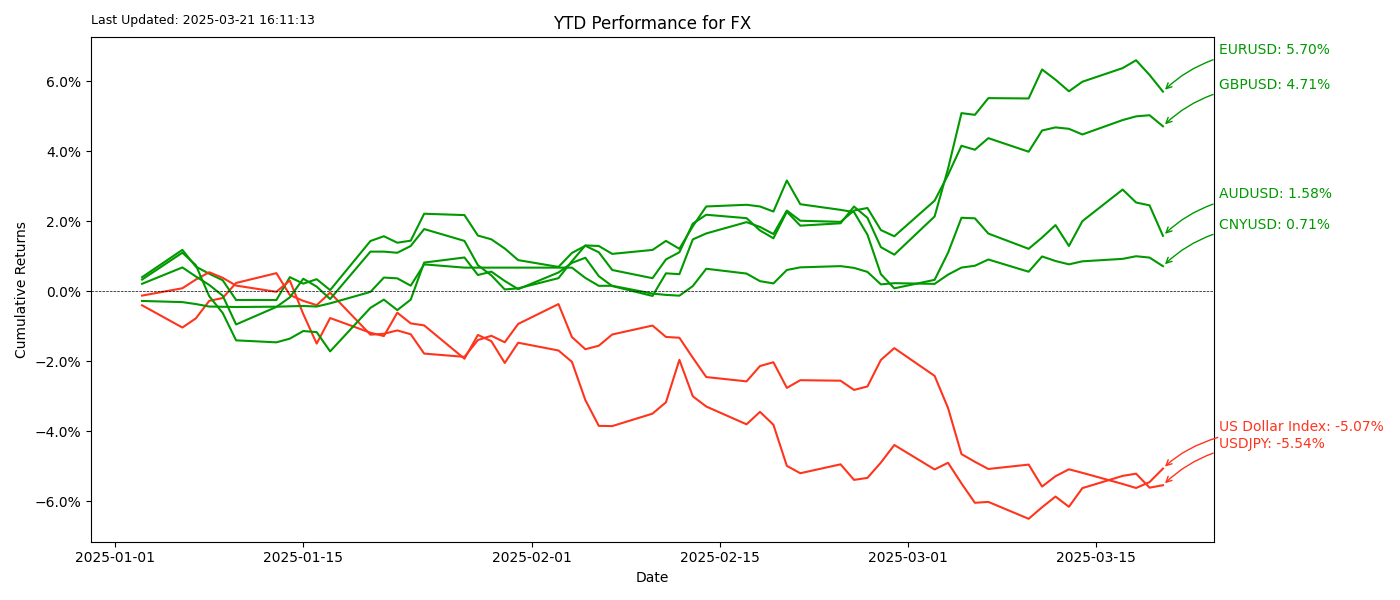 Last Updated: 2025-03-21 16:11:13
YTD Performance for FX
EURUSD: 5.70%
GBPUSD: 4.71%
AUDUSD: 1.58%
CNYUSD: 0.71%
US Dollar Index: -5.07%
USDJPY: -5.54%
Cumulative Returns
6.0%
4.0%
2.0%
0.0%
−2.0%
−4.0%
−6.0%
2025-01-01
2025-01-15
2025-02-01
2025-02-15
2025-03-01
2025-03-15
Date